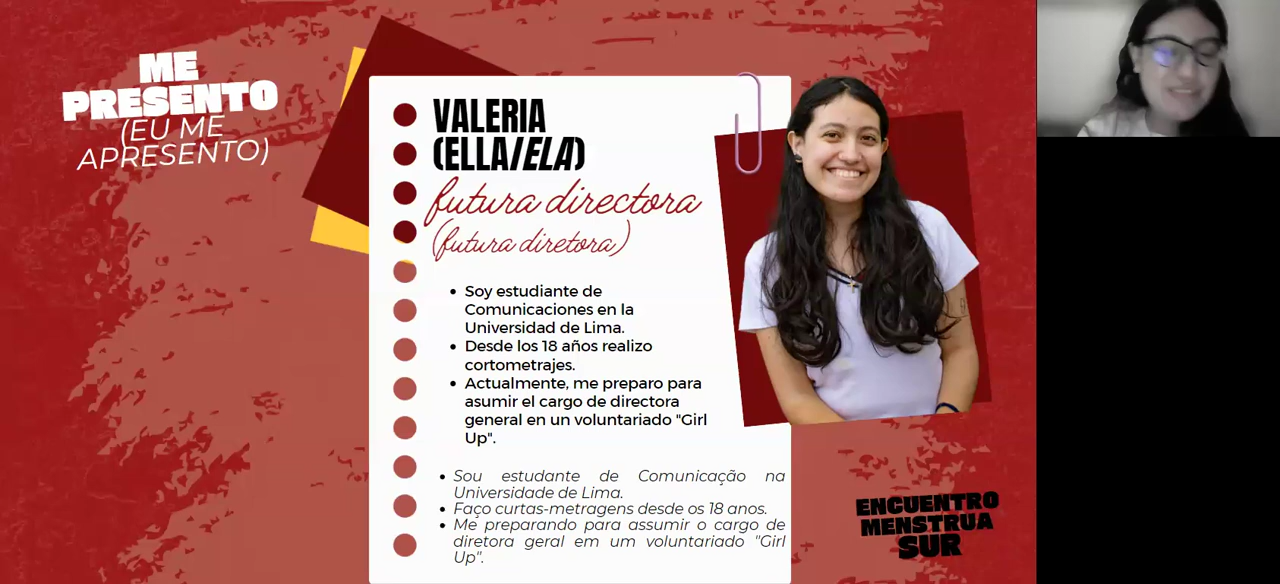 ME
PRESENTO
(EU ME
APRESENTO)
VALERIA
(ELLA/ELA)
futura directora
(futura diretora)
• Soy estudiante de
Comunicaciones en la
Universidad de Lima.
• Desde los 18 años realizo
cortometrajes.
• Actualmente, me preparo para
asumir el cargo de directora
general en un voluntariado "Girl
Up".
• Sou estudante de Comunicação na
Universidade de Lima.
• Faço curtas-metragens desde os 18 anos.
• Me preparando para assumir o cargo de
diretora geral em um voluntariado "Girl
Up".
ENCUENTRO
MENSTRUA
SUR